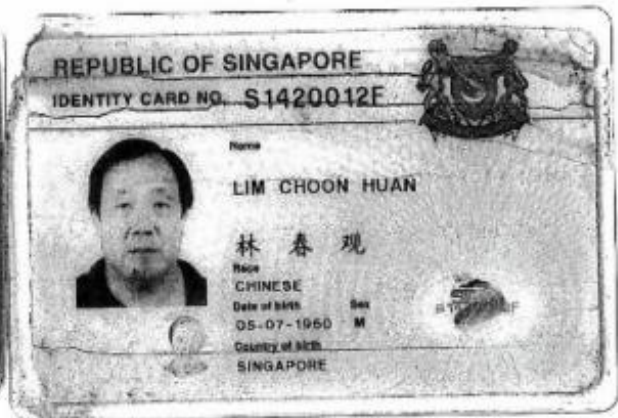 REPUBLIC OF SINGAPORE
IDENTITY CARD NO. S1420012F
Name
LIM CHOON HUAN
林 春 观
Race
CHINESE
Date of birth Sex
05-07-1960 M
Country of birth
SINGAPORE